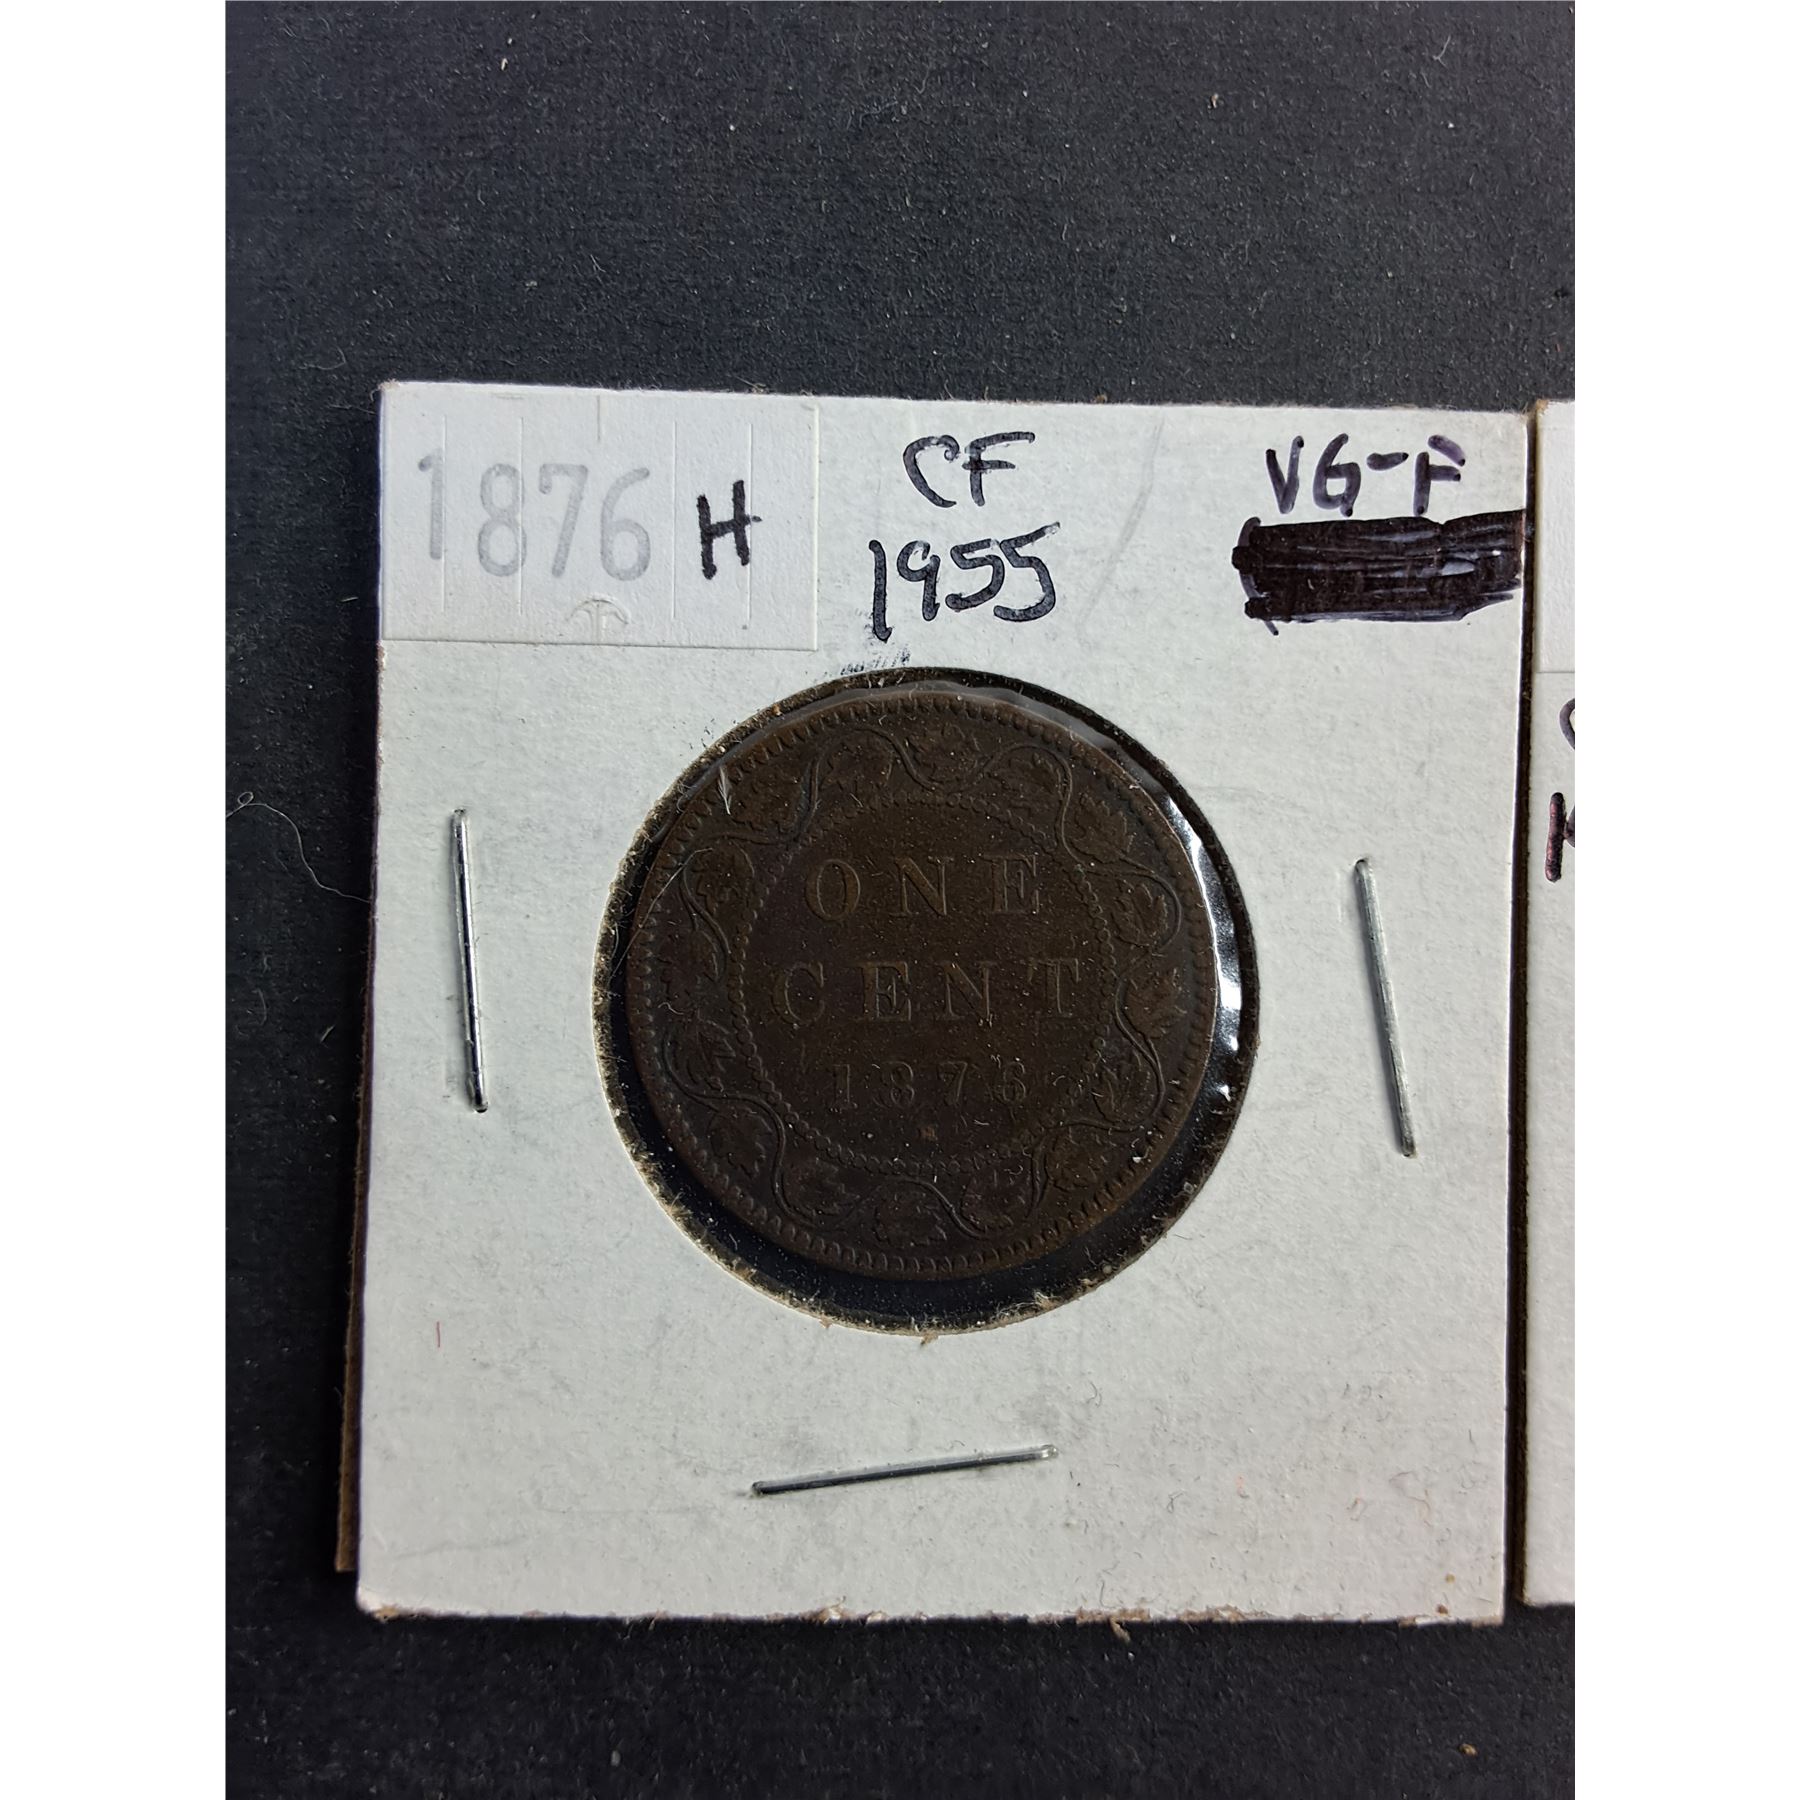 1876 H
CF
1955
VG-F
ONE
CENT
1876
H